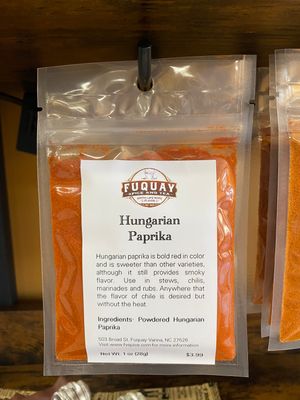 FUQUAY
SPICE AND TEA
Hungarian
Paprika
Hungarian paprika is bold red in color
and is sweeter than other varieties,
although it still provides smoky
flavor. Use in stews, chilis,
marinades and rubs. Anywhere that
the flavor of chile is desired but
without the heat.
Ingredients- Powdered Hungarian
Paprika
503 Broad St. Fuquay Varina, NC 27526
for more information
Net Wt. 1 oz (28g) $3.99